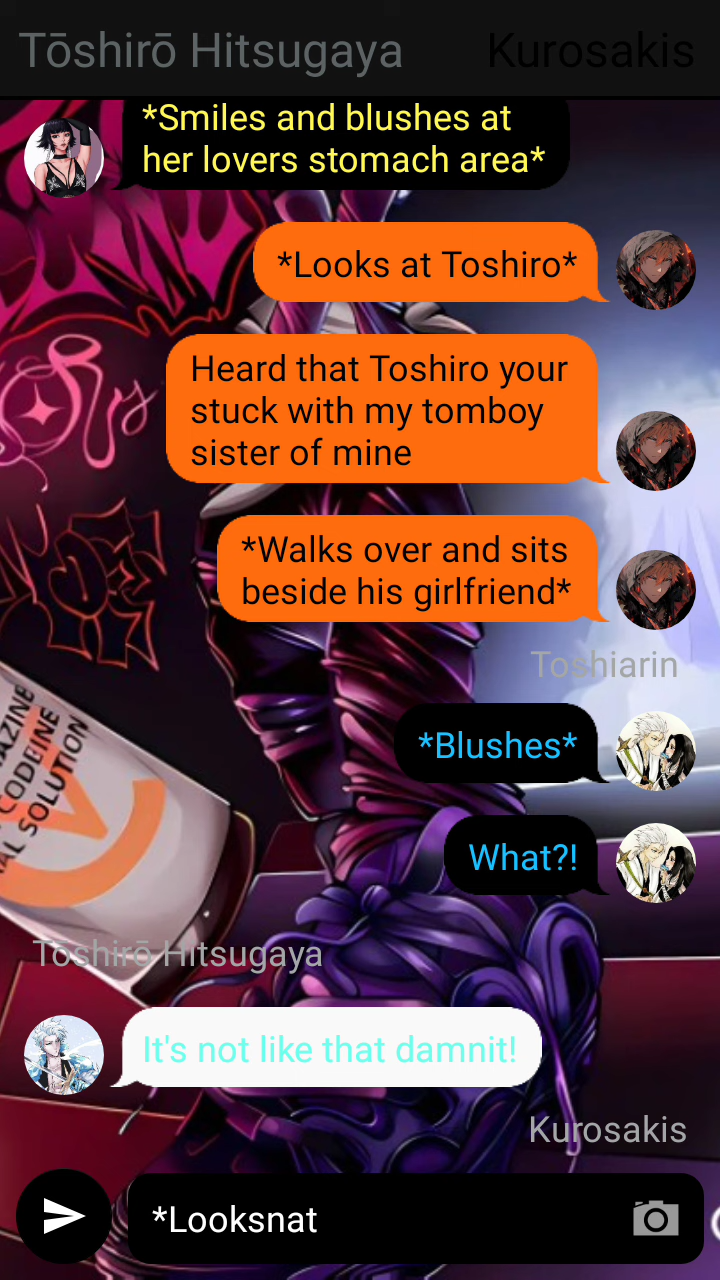 Tōshirō Hitsugaya Kurosakis
*Smiles and blushes at
her lovers stomach area*
*Looks at Toshiro*
Heard that Toshiro your
stuck with my tomboy
sister of mine
*Walks over and sits
beside his girlfriend*
Toshiarin
*Blushes*
What?!
CODEINE
SOLUTION
Tōshirō Hitsugaya
It's not like that damnit!
Kurosakis
*Looksnat